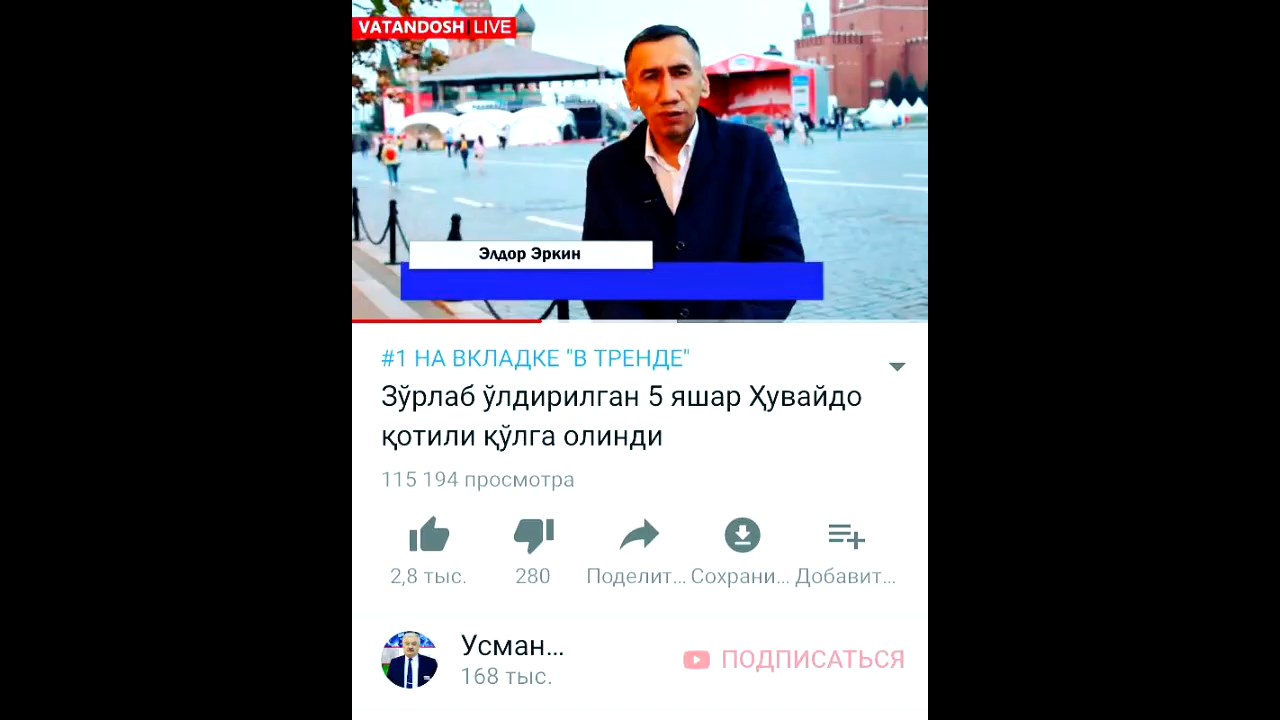 VATANDOSH LIVE
Элдор Эркин
#1 НА ВКЛАДКЕ "В ТРЕНДЕ"
Зўрлаб ўлдирилган 5 яшар Ҳувайдо
қотили қўлга олинди
115 194 просмотра
2,8 тыс. 280 Поделит... Сохрани... Добавит...
Усман...
168 тыс.
ПОДПИСАТЬСЯ